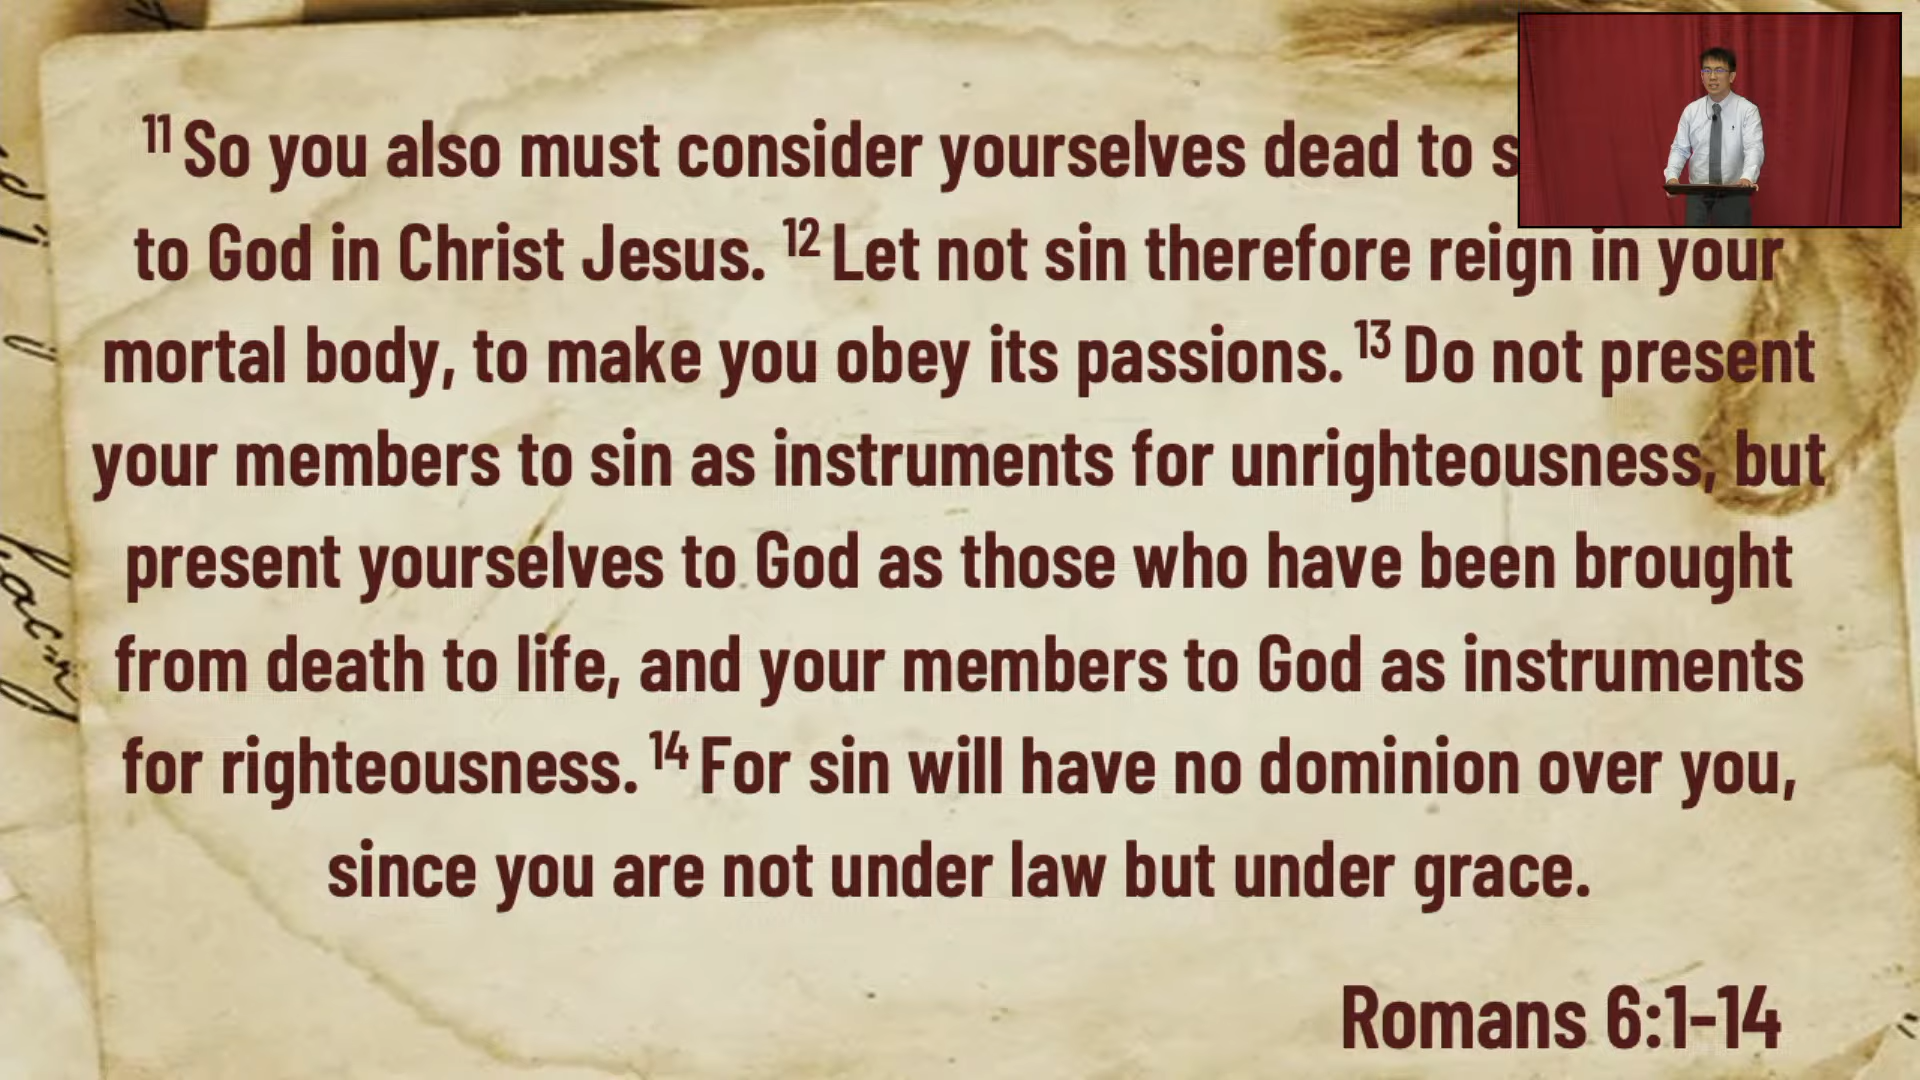 11 So you also must consider yourselves dead to
to God in Christ Jesus. 12 Let not sin therefore reign in your
mortal body, to make you obey its passions. 13 Do not present
your members to sin as instruments for unrighteousness, but
present yourselves to God as those who have been brought
from death to life, and your members to God as instruments
for righteousness. 14 For sin will have no dominion over you,
since you are not under law but under grace.
Romans 6:1-14